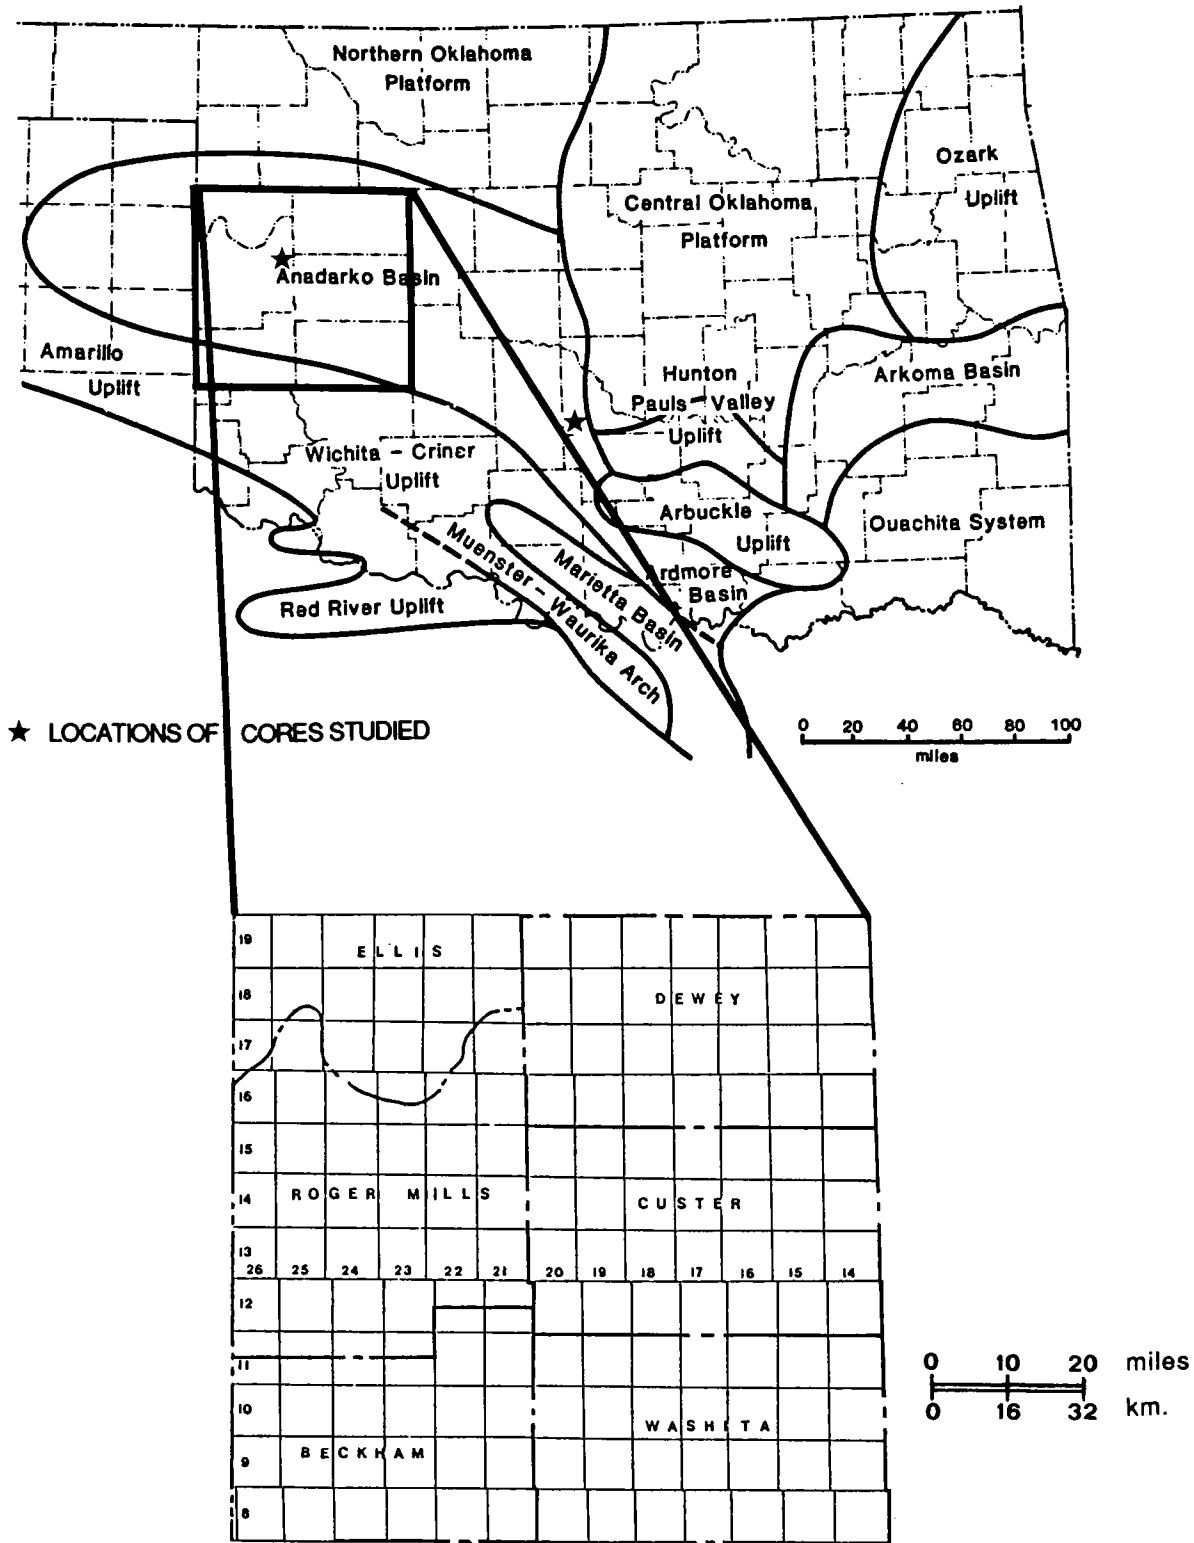 Northern Oklahoma
Platform
Ozark
Uplift
Central Oklahoma
Platform
Anadarko Basin
Amarillo
Uplift
Hunton
Pauls Valley
Uplift
Arkoma Basin
Wichita - Criner
Uplift
Arbuckle
Uplift
Ouachita System
Muenster - Waurika Arch
Marietta Basin
Ardmore
Basin
Red River Uplift
★ LOCATIONS OF CORES STUDIED
0 20 40 60 80 100
miles
19
ELLIS
18
DEWEY
17
16
15
14
ROGER MILLS
CUSTER
13
26 25 24 23 22 21 20 19 18 17 16 15 14
12
11
0 10 20 miles
0 16 32 km.
10
WASHITA
9
BECKHAM
8